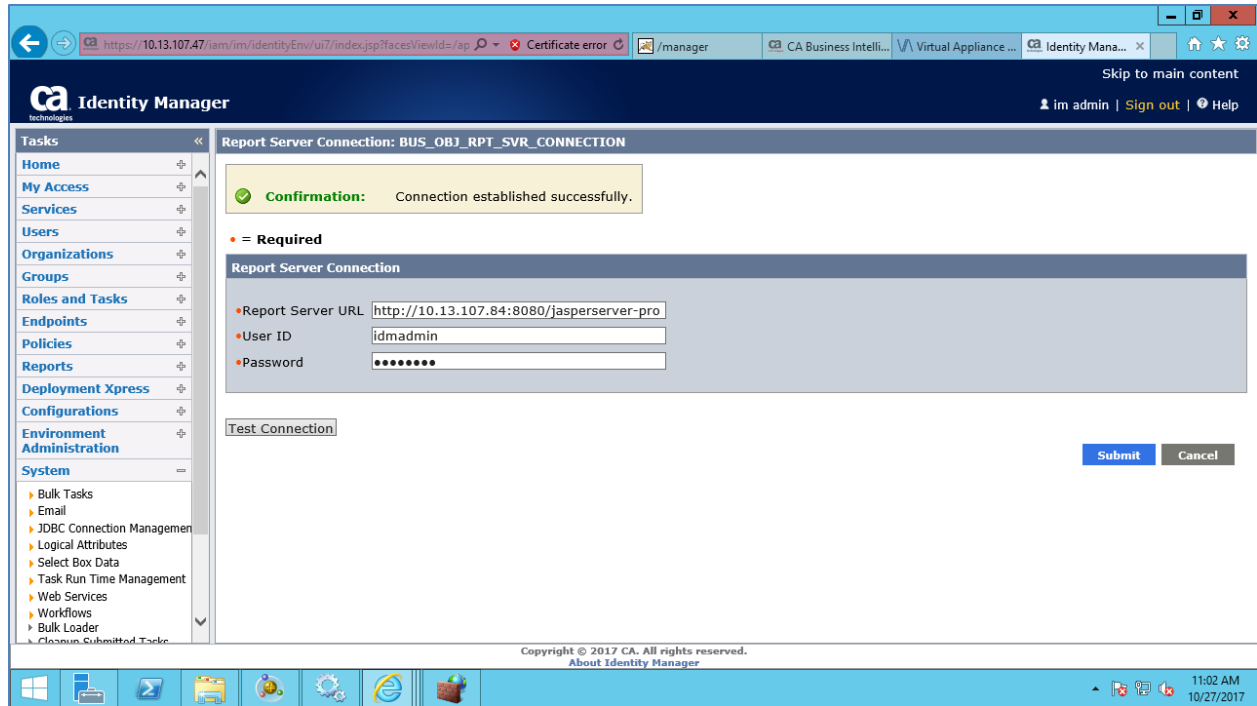 https://10.13.107.47/iam/im/identityEnv/ui7/index.jsp?facesViewId=/ap
Certificate error
/manager
CA Business Intelli...
Virtual Appliance ...
Identity Mana...
Skip to main content
ca technologies Identity Manager
im admin | Sign out | Help
Tasks
Report Server Connection: BUS_OBJ_RPT_SVR_CONNECTION
Home
My Access
Services
Users
Organizations
Groups
Roles and Tasks
Endpoints
Policies
Reports
Deployment Xpress
Configurations
Environment
Administration
System
Bulk Tasks
Email
JDBC Connection Managemen
Logical Attributes
Select Box Data
Task Run Time Management
Web Services
Workflows
Bulk Loader
Cleanup Submitted Tasks
Confirmation: Connection established successfully.
• = Required
Report Server Connection
•Report Server URL http://10.13.107.84:8080/jasperserver-pro
•User ID idmadmin
•Password ••••••••
Test Connection
Submit Cancel
Copyright © 2017 CA. All rights reserved.
About Identity Manager
11:02 AM
10/27/2017